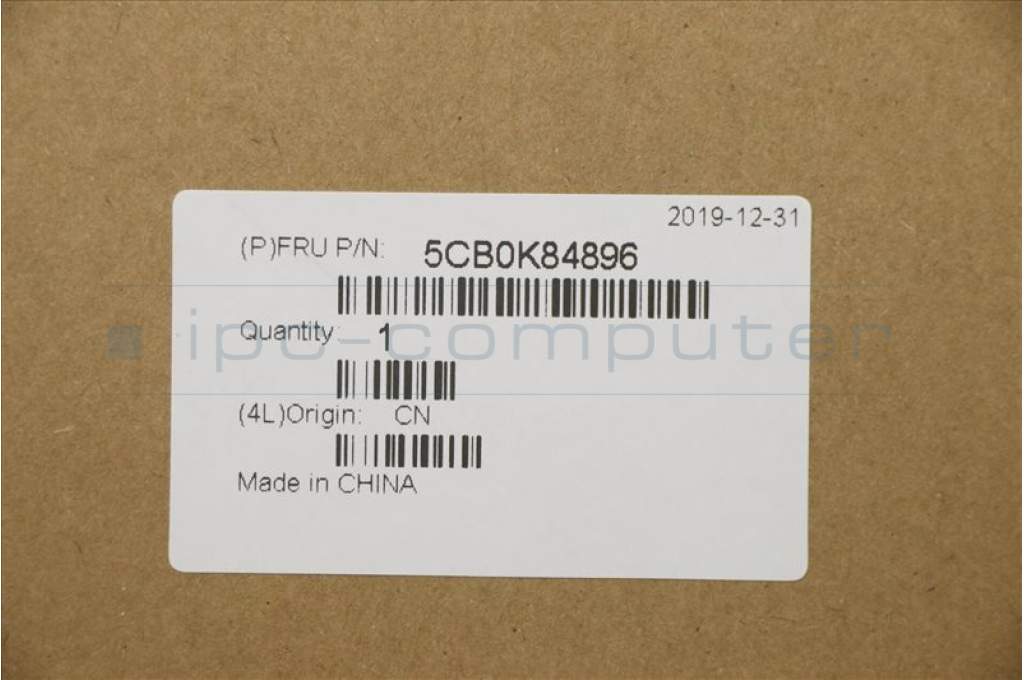 2019-12-31
(P)FRU P/N: 5CB0K84896
Quantity: 1
ipc-computer
(4L)Origin: CN
Made in CHINA